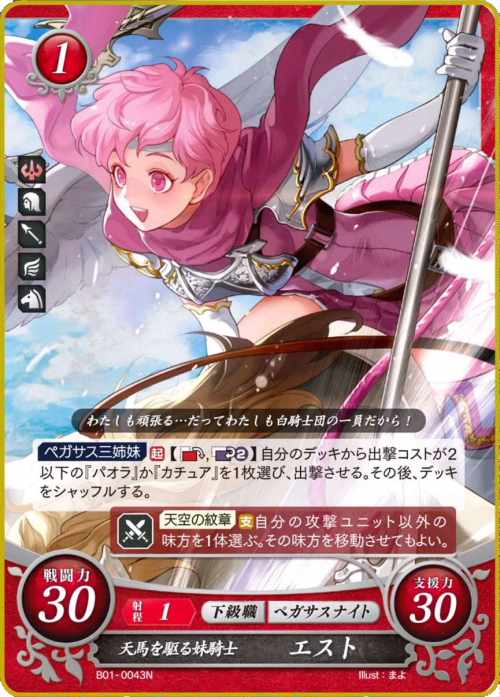 1
わたしも頑張る…だってわたしも白騎士団の一員だから！
ペガサス三姉妹 起【 , 2】自分のデッキから出撃コストが2
以下の『パオラ』か『カチュア』を1枚選び、出撃させる。その後、デッキ
をシャッフルする。
天空の紋章 支 自分の攻撃ユニット以外の
味方を1体選ぶ。その味方を移動させてもよい。
戦闘力
30
射程 1
下級職
ペガサスナイト
支援力
30
天馬を駆る妹騎士 エスト
B01-0043N
Illust：まよ